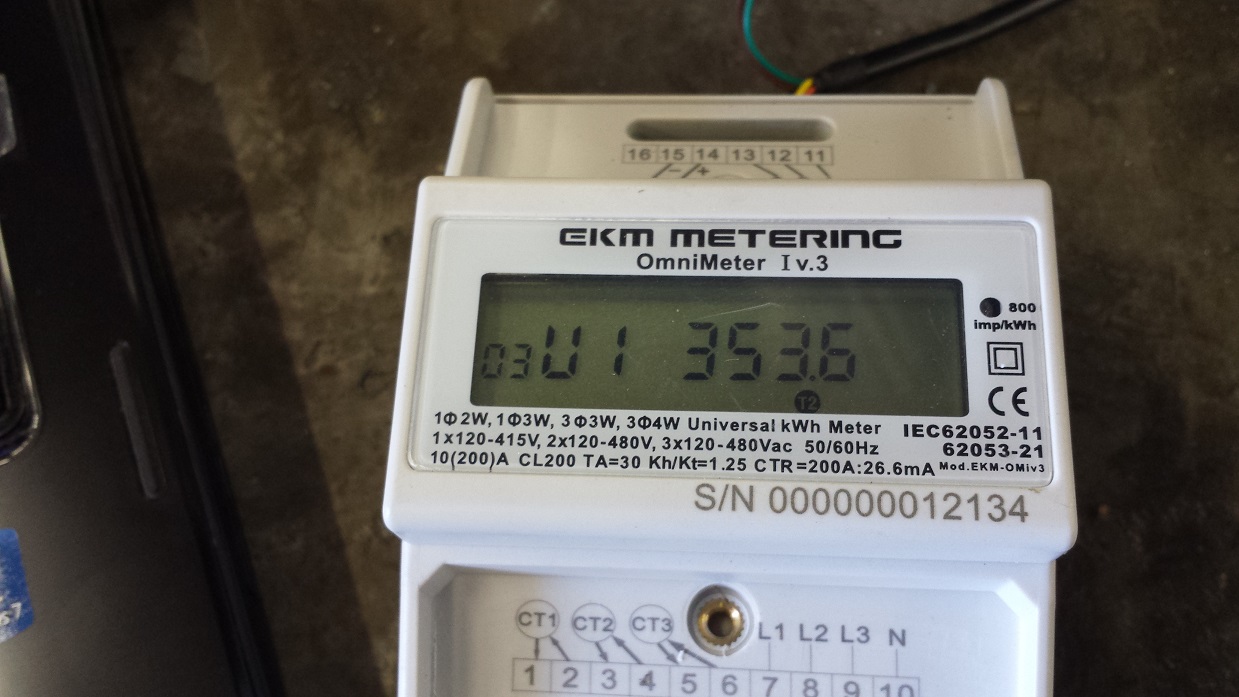 16 15 14 13 12 11
- +
EKM METERING
OmniMeter I v.3
800
imp/kWh
03 U1 353.6
T2
CE
1Φ2W, 1Φ3W, 3Φ3W, 3Φ4W Universal kWh Meter
1x120-415V, 2x120-480V, 3x120-480Vac 50/60Hz
10(200)A CL200 TA=30 Kh/Kt=1.25 CTR=200A:26.6mA
IEC62052-11
62053-21
Mod.EKM-OMiv3
S/N 000000012134
CT1 CT2 CT3 L1 L2 L3 N
1 2 3 4 5 6 7 8 9 10